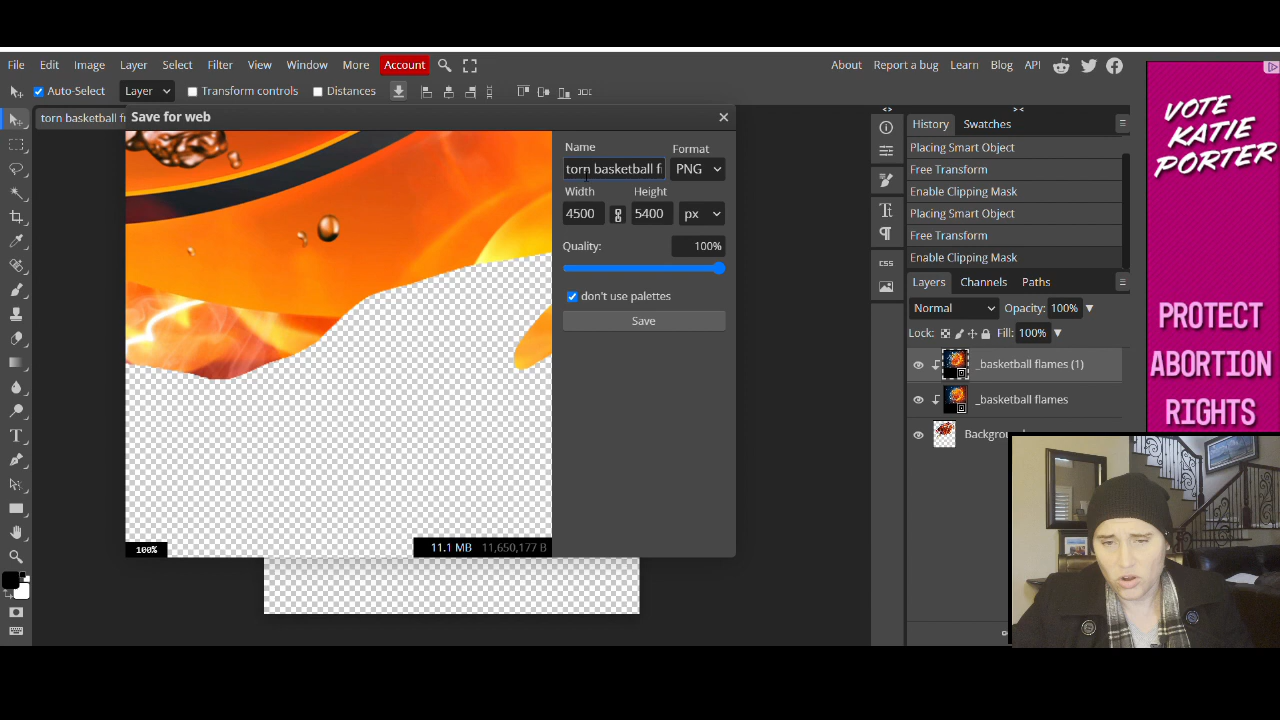 File Edit Image Layer Select Filter View Window More Account About Report a bug Learn Blog API
Auto-Select Layer Transform controls Distances
torn basketball fr
Save for web
Name
Format
torn basketball f
PNG
Width
Height
4500
5400
px
Quality:
100%
don't use palettes
Save
100%
11.1 MB 11,650,177 B
History Swatches
Placing Smart Object
Free Transform
Enable Clipping Mask
Placing Smart Object
Free Transform
Enable Clipping Mask
Layers Channels Paths
Normal Opacity: 100%
Lock: Fill: 100%
_basketball flames (1)
_basketball flames
CSS
VOTE
KATIE
PORTER
PROTECT
ABORTION
RIGHTS